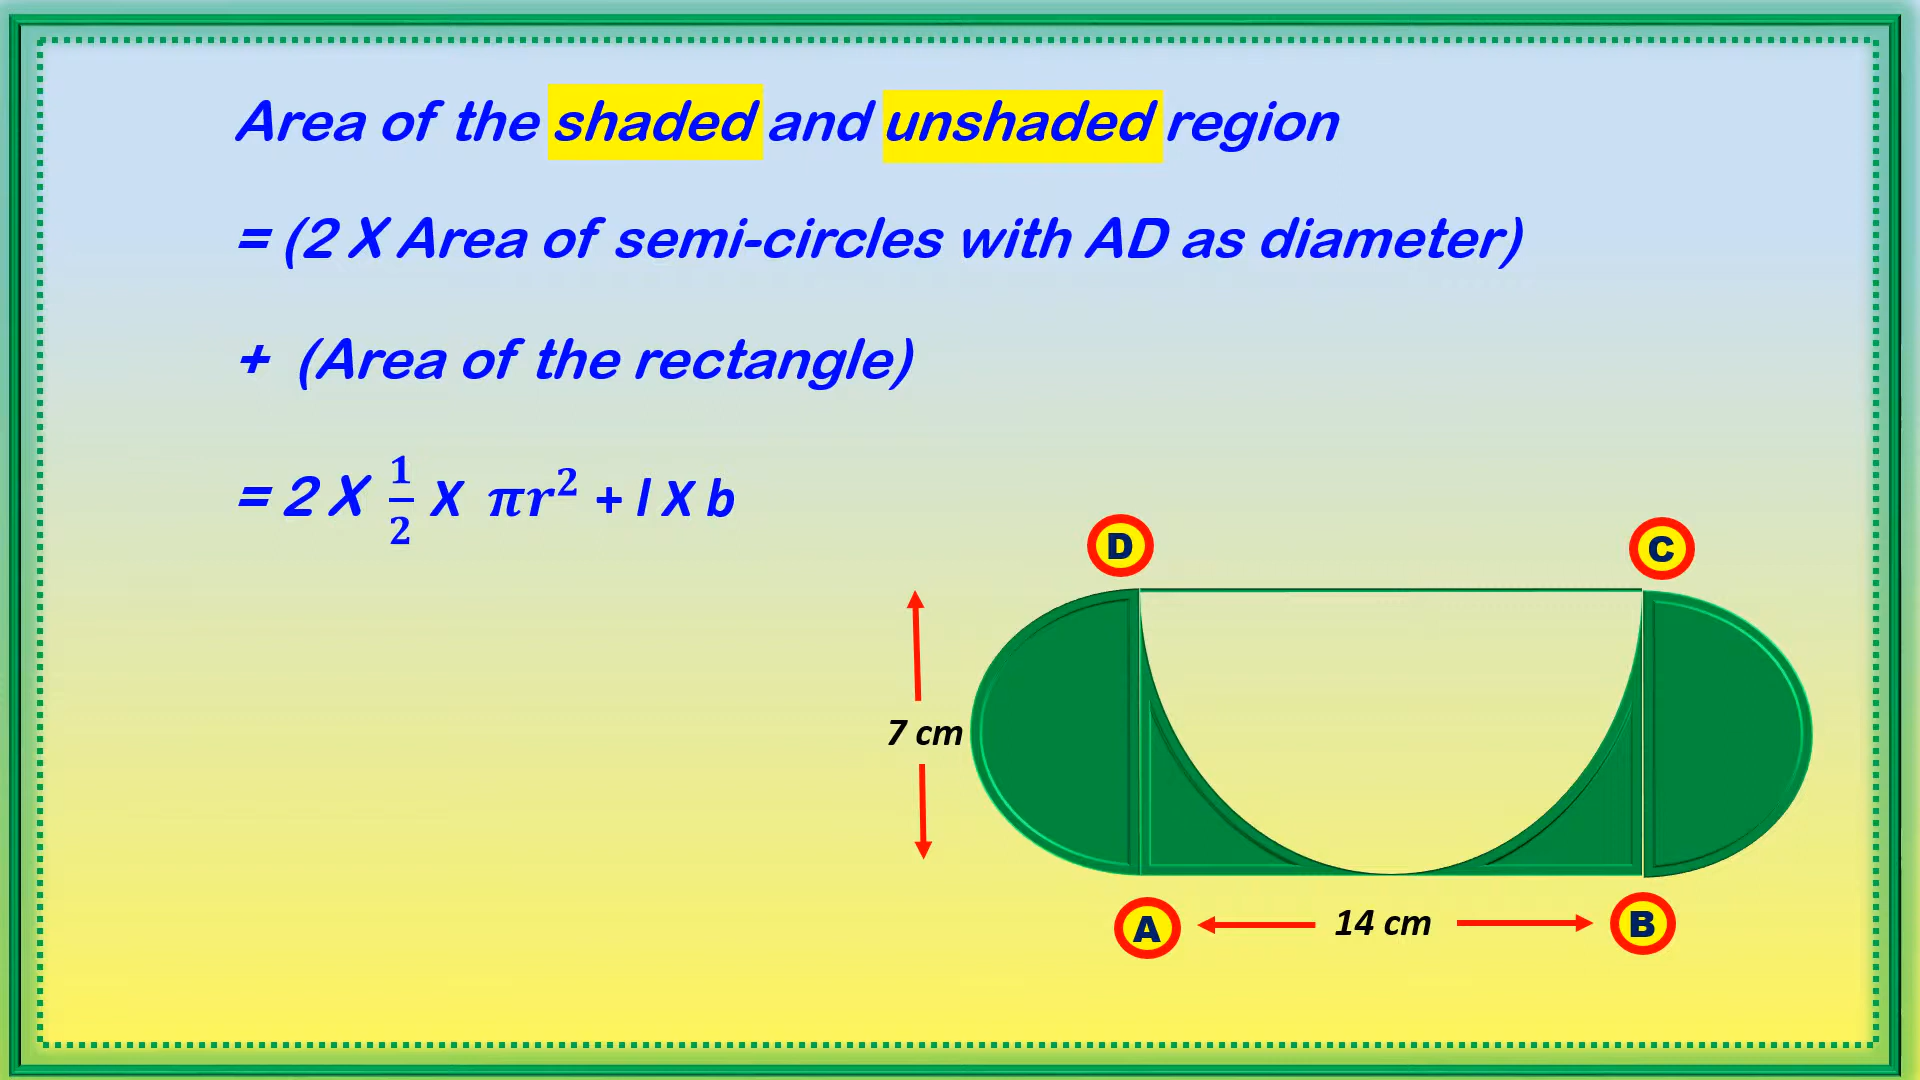 Area of the shaded and unshaded region
= (2 X Area of semi-circles with AD as diameter)
+ (Area of the rectangle)
= 2 X 1/2 X πr² + l X b
D
C
7 cm
A
14 cm
B